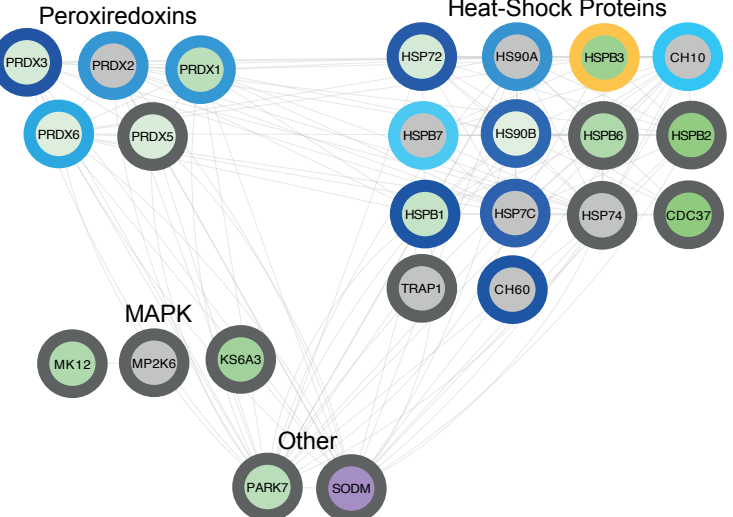 Peroxiredoxins
Heat-Shock Proteins
PRDX3
PRDX2
PRDX1
HSP72
HS90A
HSPB3
CH10
PRDX6
PRDX5
HSPB7
HS90B
HSPB6
HSPB2
HSPB1
HSP7C
HSP74
CDC37
TRAP1
CH60
MAPK
MK12
MP2K6
KS6A3
Other
PARK7
SODM